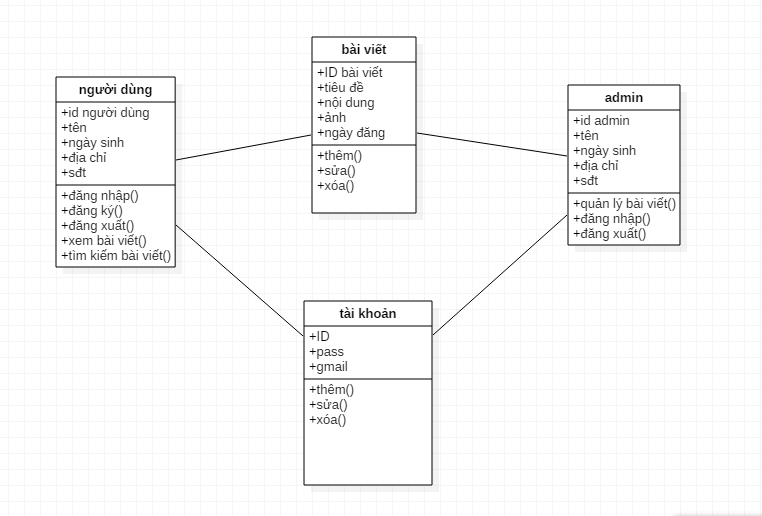 người dùng
+id người dùng
+tên
+ngày sinh
+địa chỉ
+sđt
+đăng nhập()
+đăng ký()
+đăng xuất()
+xem bài viết()
+tìm kiếm bài viết()
bài viết
+ID bài viết
+tiêu đề
+nội dung
+ảnh
+ngày đăng
+thêm()
+sửa()
+xóa()
admin
+id admin
+tên
+ngày sinh
+địa chỉ
+sđt
+quản lý bài viết()
+đăng nhập()
+đăng xuất()
tài khoản
+ID
+pass
+gmail
+thêm()
+sửa()
+xóa()